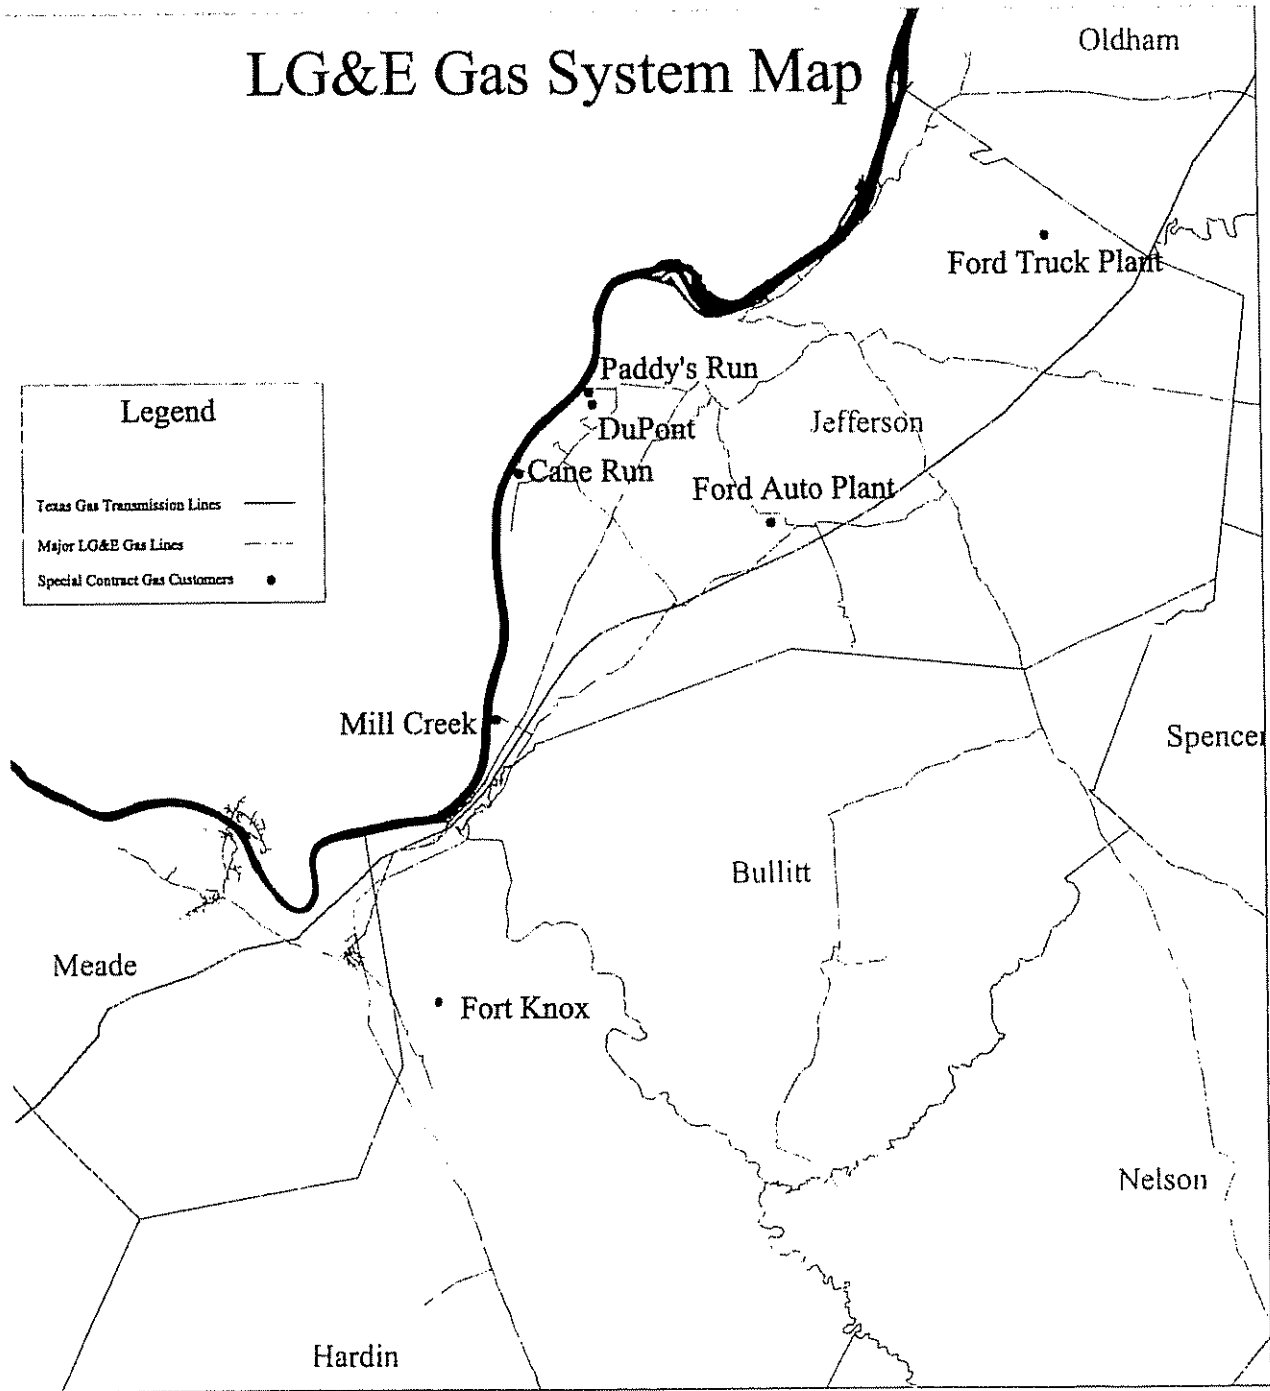 LG&E Gas System Map
Oldham
Ford Truck Plant
Paddy's Run
Legend
DuPont
Jefferson
Cane Run
Ford Auto Plant
Texas Gas Transmission Lines
Major LG&E Gas Lines
Special Contract Gas Customers
Mill Creek
Spencer
Bullitt
Meade
Fort Knox
Nelson
Hardin